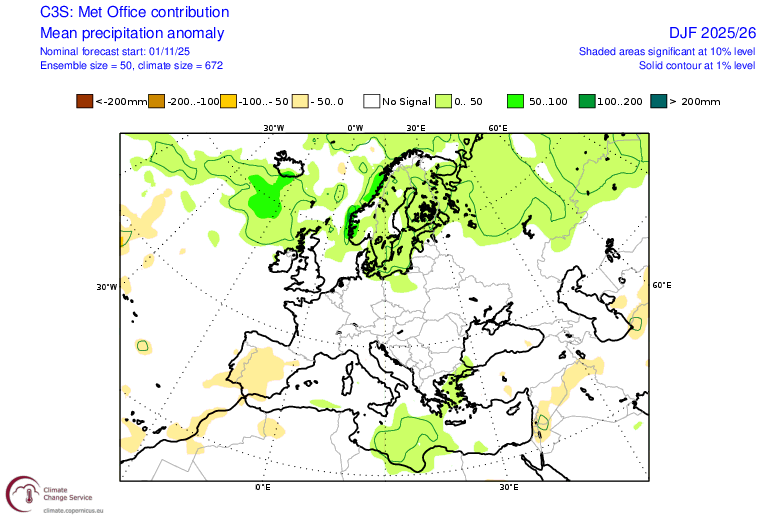 C3S: Met Office contribution
Mean precipitation anomaly
DJF 2025/26
Nominal forecast start: 01/11/25
Shaded areas significant at 10% level
Ensemble size = 50, climate size = 672
Solid contour at 1% level
<-200mm -200..-100 -100..- 50 - 50..0 No Signal 0.. 50 50..100 100..200 > 200mm
30°W 0°W 30°E 60°E
30°W 60°E
0°E 30°E
Climate
Change Service
climate.copernicus.eu